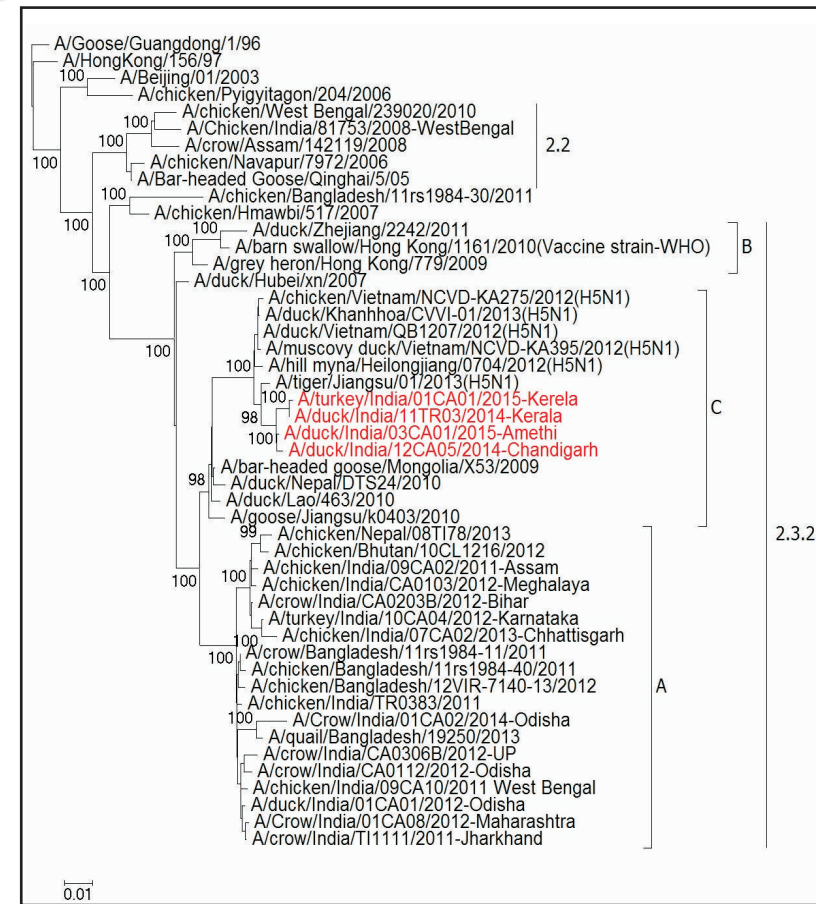 A/Goose/Guangdong/1/96
A/HongKong/156/97
100 A/Beijing/01/2003
A/chicken/Pyigyitagon/204/2006
A/chicken/West Bengal/239020/2010
100 A/Chicken/India/81753/2008-WestBengal
100 A/crow/Assam/142119/2008
2.2
100 A/chicken/Navapur/7972/2006
A/Bar-headed Goose/Qinghai/5/05
100 A/chicken/Bangladesh/11rs1984-30/2011
A/chicken/Hmawbi/517/2007
100
100 A/duck/Zhejiang/2242/2011
100 A/barn swallow/Hong Kong/1161/2010(Vaccine strain-WHO)
B
A/grey heron/Hong Kong/779/2009
100 A/duck/Hubei/xn/2007
A/chicken/Vietnam/NCVD-KA275/2012(H5N1)
A/duck/Khanhhoa/CVVI-01/2013(H5N1)
A/duck/Vietnam/QB1207/2012(H5N1)
100 A/muscovy duck/Vietnam/NCVD-KA395/2012(H5N1)
100 A/hill myna/Heilongjiang/0704/2012(H5N1)
A/tiger/Jiangsu/01/2013(H5N1)
100 A/turkey/India/01CA01/2015-Kerela
C
98 A/duck/India/11TR03/2014-Kerala
100 A/duck/India/03CA01/2015-Amethi
A/duck/India/12CA05/2014-Chandigarh
A/bar-headed goose/Mongolia/X53/2009
98 A/duck/Nepal/DTS24/2010
A/duck/Lao/463/2010
A/goose/Jiangsu/k0403/2010
99 A/chicken/Nepal/08TI78/2013
2.3.2
A/chicken/Bhutan/10CL1216/2012
A/chicken/India/09CA02/2011-Assam
100 100 A/chicken/India/CA0103/2012-Meghalaya
A/crow/India/CA0203B/2012-Bihar
A/turkey/India/10CA04/2012-Karnataka
100 A/chicken/India/07CA02/2013-Chhattisgarh
100 A/crow/Bangladesh/11rs1984-11/2011
A/chicken/Bangladesh/11rs1984-40/2011
A/chicken/Bangladesh/12VIR-7140-13/2012
A
A/chicken/India/TR0383/2011
100 A/Crow/India/01CA02/2014-Odisha
A/quail/Bangladesh/19250/2013
A/crow/India/CA0306B/2012-UP
A/crow/India/CA0112/2012-Odisha
A/chicken/India/09CA10/2011 West Bengal
A/duck/India/01CA01/2012-Odisha
A/Crow/India/01CA08/2012-Maharashtra
A/crow/India/TI1111/2011-Jharkhand
0.01